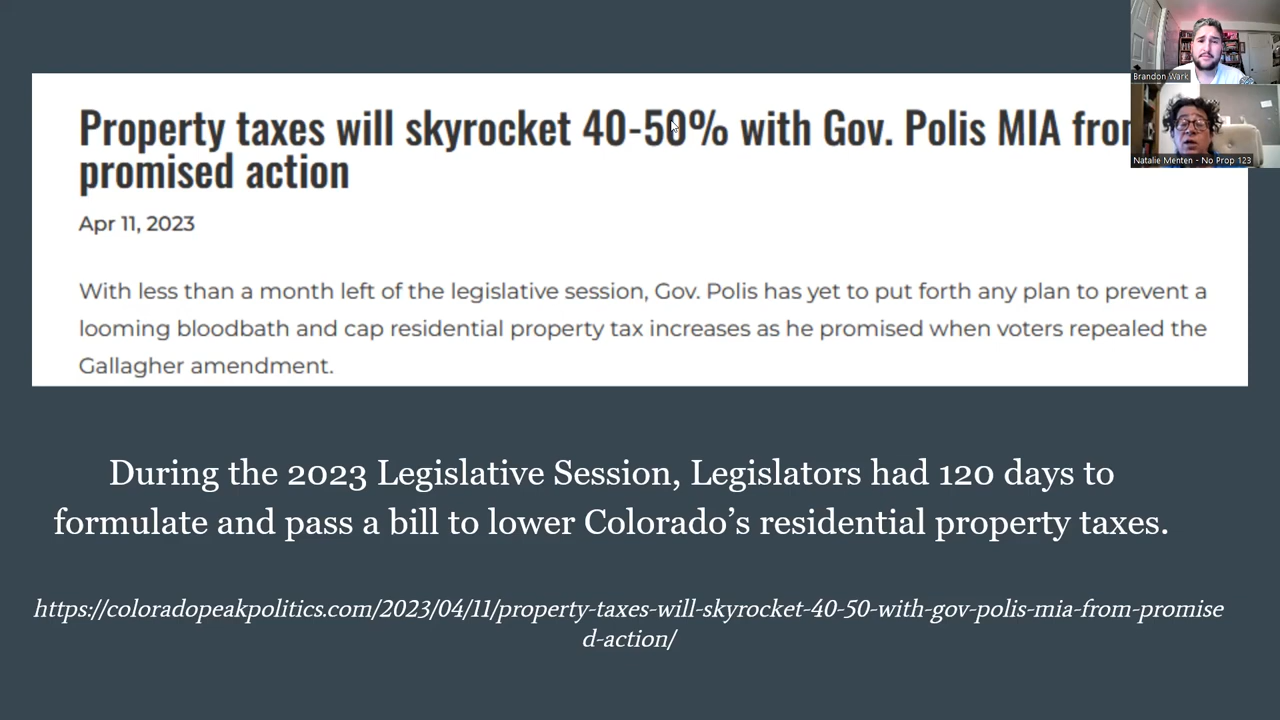 Property taxes will skyrocket 40-50% with Gov. Polis MIA from
promised action
Apr 11, 2023
With less than a month left of the legislative session, Gov. Polis has yet to put forth any plan to prevent a
looming bloodbath and cap residential property tax increases as he promised when voters repealed the
Gallagher amendment.
During the 2023 Legislative Session, Legislators had 120 days to
formulate and pass a bill to lower Colorado’s residential property taxes.
https://coloradopeakpolitics.com/2023/04/11/property-taxes-will-skyrocket-40-50-with-gov-polis-mia-from-promise
d-action/
Brandon Wark
Natalie Menten - No Prop 123